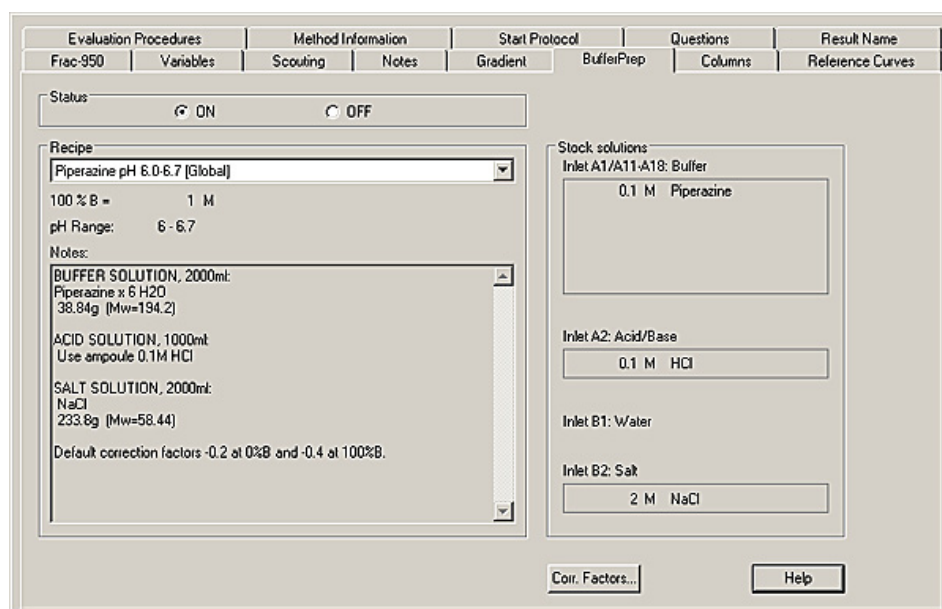 Evaluation Procedures Method Information Start Protocol Questions Result Name
Frac-950 Variables Scouting Notes Gradient BufferPrep Columns Reference Curves
Status
ON OFF
Recipe
Piperazine pH 6.0-6.7 [Global]
100 % B = 1 M
pH Range: 6 - 6.7
Notes:
BUFFER SOLUTION, 2000ml:
Piperazine x 6 H2O
38.84g (Mw=194.2)
ACID SOLUTION, 1000ml:
Use ampoule 0.1M HCl
SALT SOLUTION, 2000ml:
NaCl
233.8g (Mw=58.44)
Default correction factors -0.2 at 0%B and -0.4 at 100%B.
Stock solutions
Inlet A1/A11-A18: Buffer
0.1 M Piperazine
Inlet A2: Acid/Base
0.1 M HCl
Inlet B1: Water
Inlet B2: Salt
2 M NaCl
Corr. Factors... Help